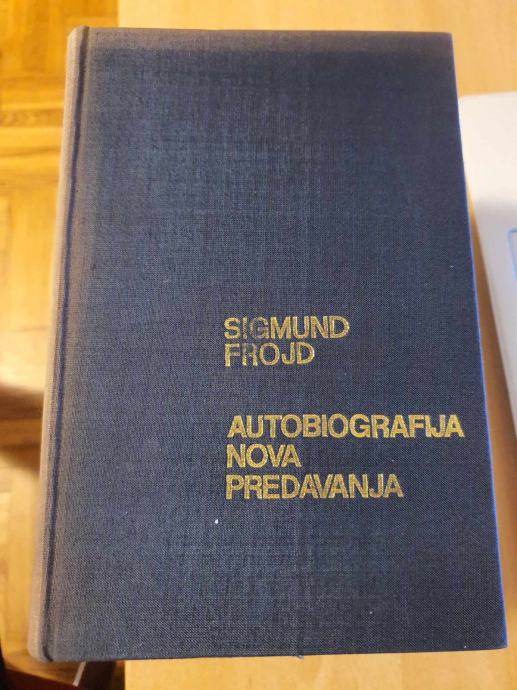 SIGMUND
FROJD
AUTOBIOGRAFIJA
NOVA
PREDAVANJA